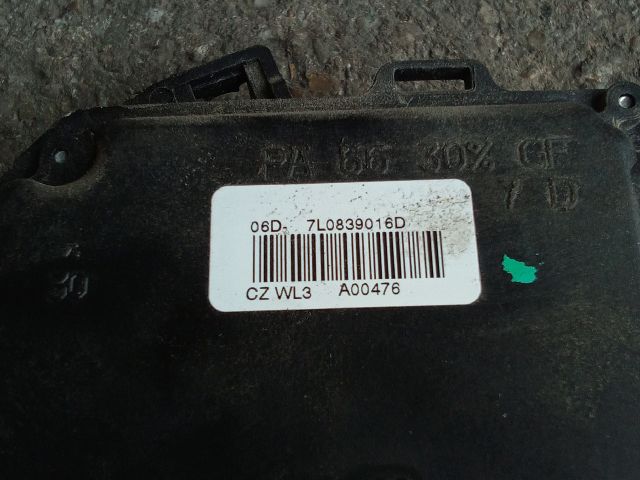 PA 66 30% GF
/ D
06D- 7L0839016D
CZ WL3 A00476